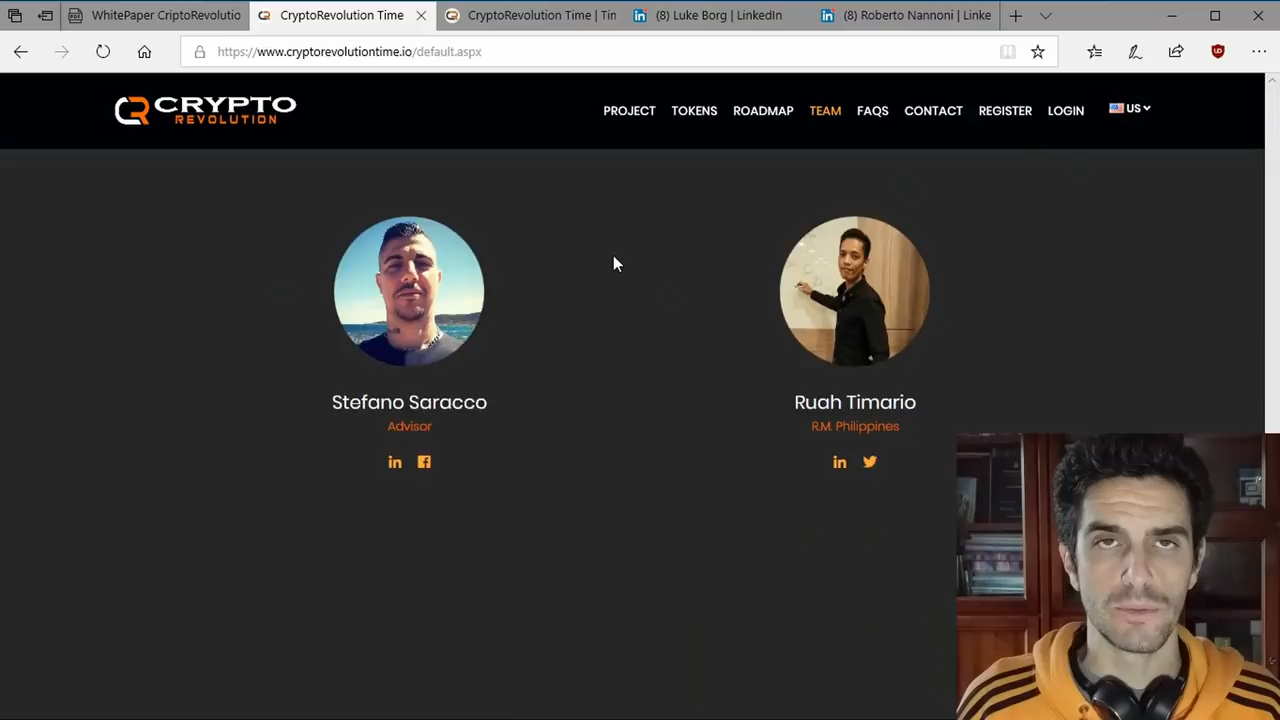 WhitePaper CriptoRevolutio
CryptoRevolution Time
CryptoRevolution Time | Tin
(8) Luke Borg | LinkedIn
(8) Roberto Nannoni | Linke
https://www.cryptorevolutiontime.io/default.aspx
CRYPTO
REVOLUTION
PROJECT TOKENS ROADMAP TEAM FAQS CONTACT REGISTER LOGIN US
Stefano Saracco
Advisor
Ruah Timario
R.M. Philippines